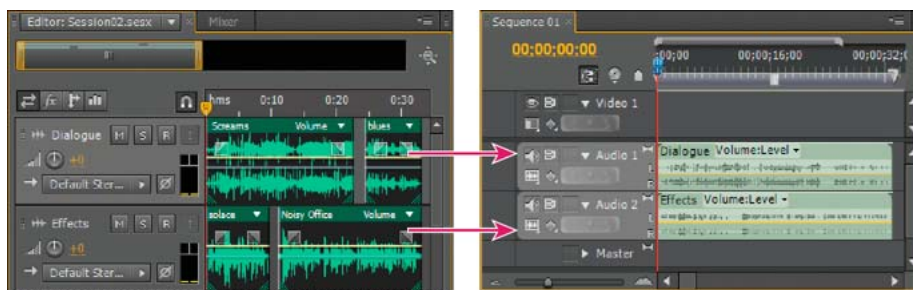 Editor: Session02.sesx
Mixer
hms 0:10 0:20 0:30
Dialogue M S R I
Screams Volume blues
+0
Default Ster...
Effects M S R I
solace Noisy Office Volume
+0
Default Ster...
Sequence 01
00;00;00;00
;00;00 00;00;16;00 00;00;32;0
Video 1
Audio 1
Dialogue Volume:Level
L
R
Audio 2
Effects Volume:Level
L
R
Master